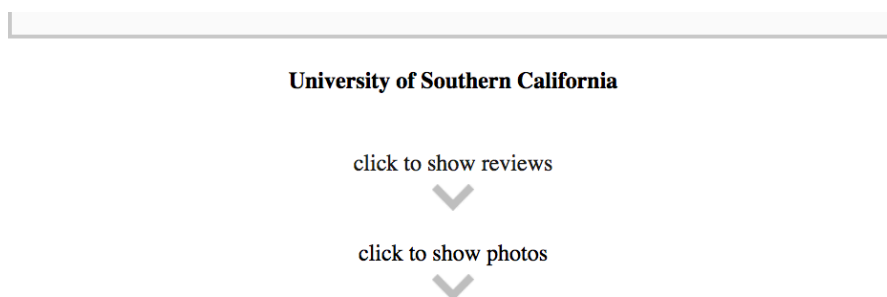 University of Southern California
click to show reviews
click to show photos